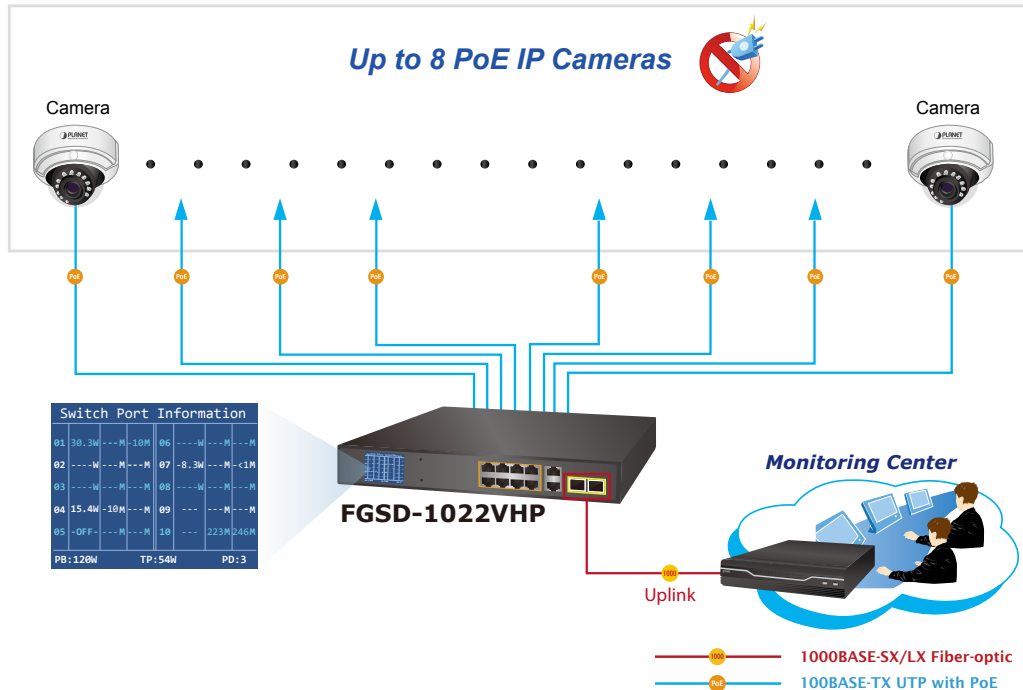 Up to 8 PoE IP Cameras
Camera
Camera
PLANET
PLANET
PoE PoE PoE PoE PoE PoE PoE PoE
Switch Port Information
01 30.3W ---M -10M 06 ----W ---M ---M
02 ----W ---M ---M 07 -8.3W ---M -<1M
03 ----W ---M ---M 08 ----W ---M ---M
04 15.4W -10M ---M 09 --- ---M ---M
05 -OFF- ---M ---M 10 --- 223M 246M
PB:120W TP:54W PD:3
FGSD-1022VHP
Monitoring Center
1000
Uplink
1000 1000BASE-SX/LX Fiber-optic
PoE 100BASE-TX UTP with PoE